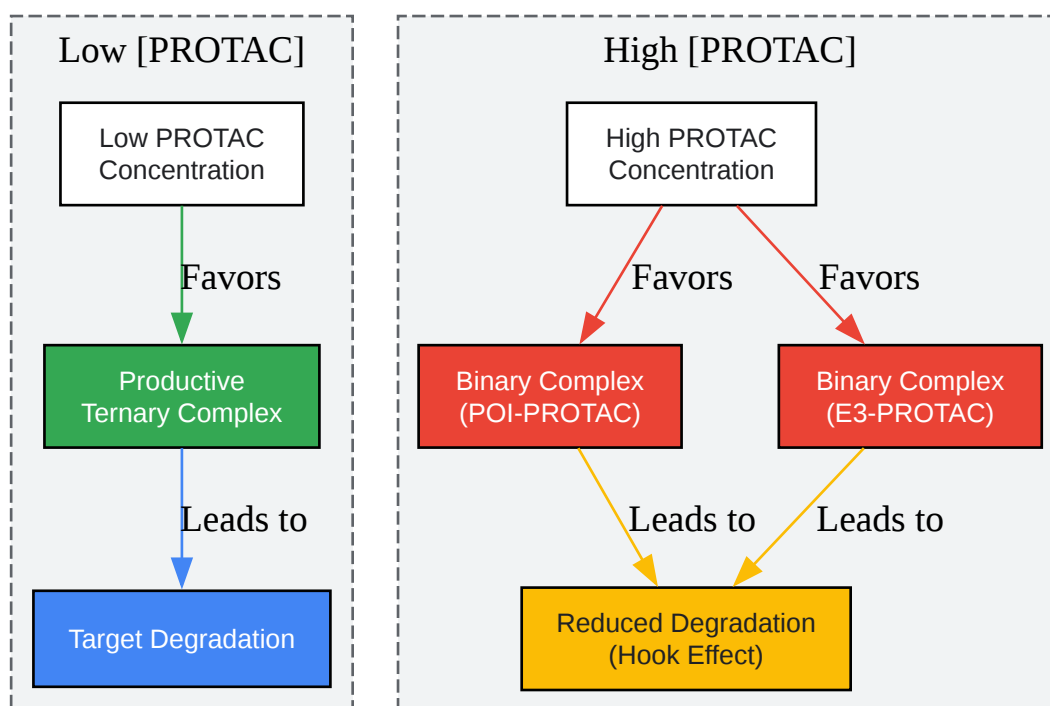 Low [PROTAC]
Low PROTAC
Concentration
Favors
Productive
Ternary Complex
Leads to
Target Degradation
High [PROTAC]
High PROTAC
Concentration
Favors
Favors
Binary Complex
(POI-PROTAC)
Binary Complex
(E3-PROTAC)
Leads to
Leads to
Reduced Degradation
(Hook Effect)